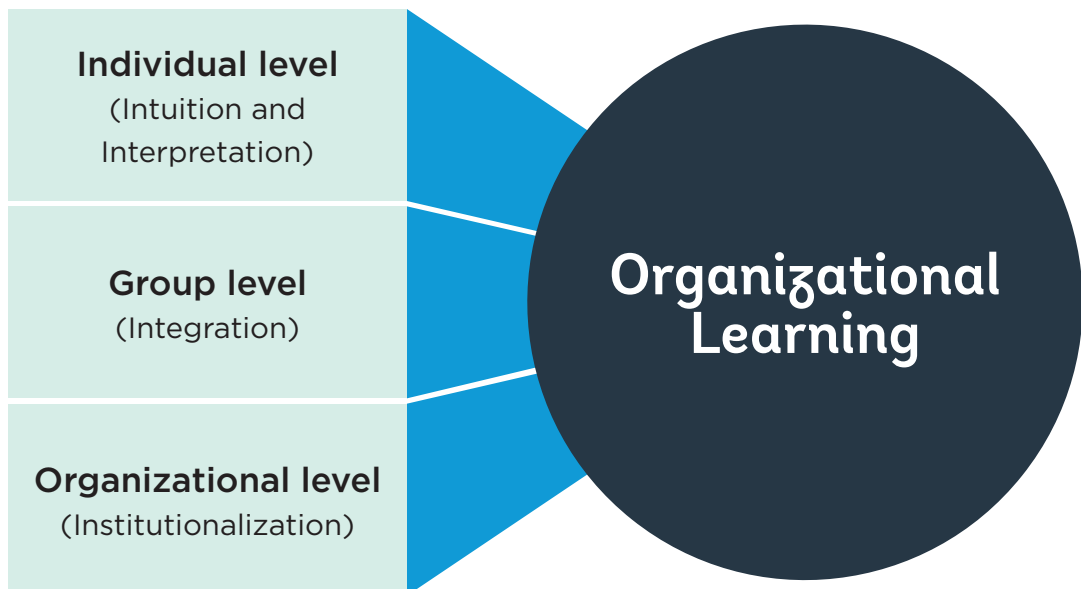 Individual level
(Intuition and
Interpretation)
Group level
(Integration)
Organizational level
(Institutionalization)
Organizational
Learning